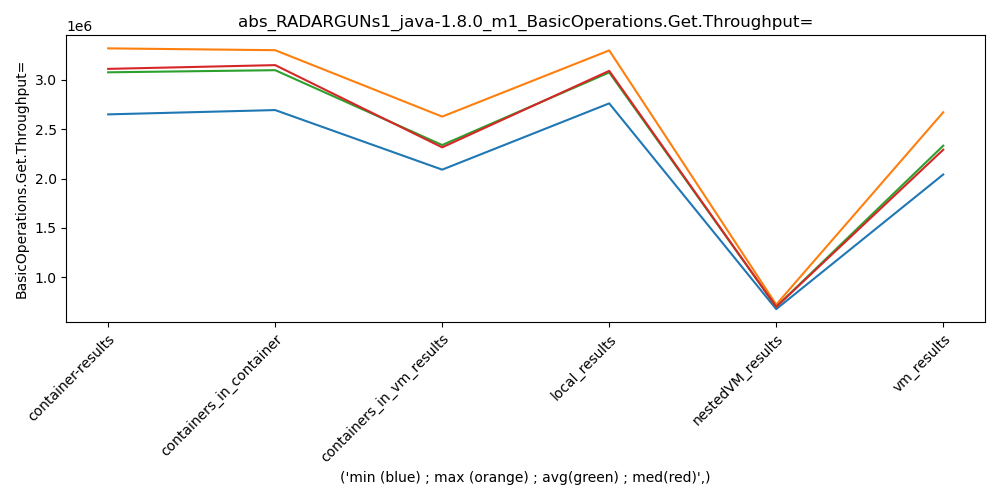 abs_RADARGUNs1_java-1.8.0_m1_BasicOperations.Get.Throughput=
1e6
BasicOperations.Get.Throughput=
3.0
2.5
2.0
1.5
1.0
container-results
containers_in_container
containers_in_vm_results
local_results
nestedVM_results
vm_results
('min (blue) ; max (orange) ; avg(green) ; med(red)',)